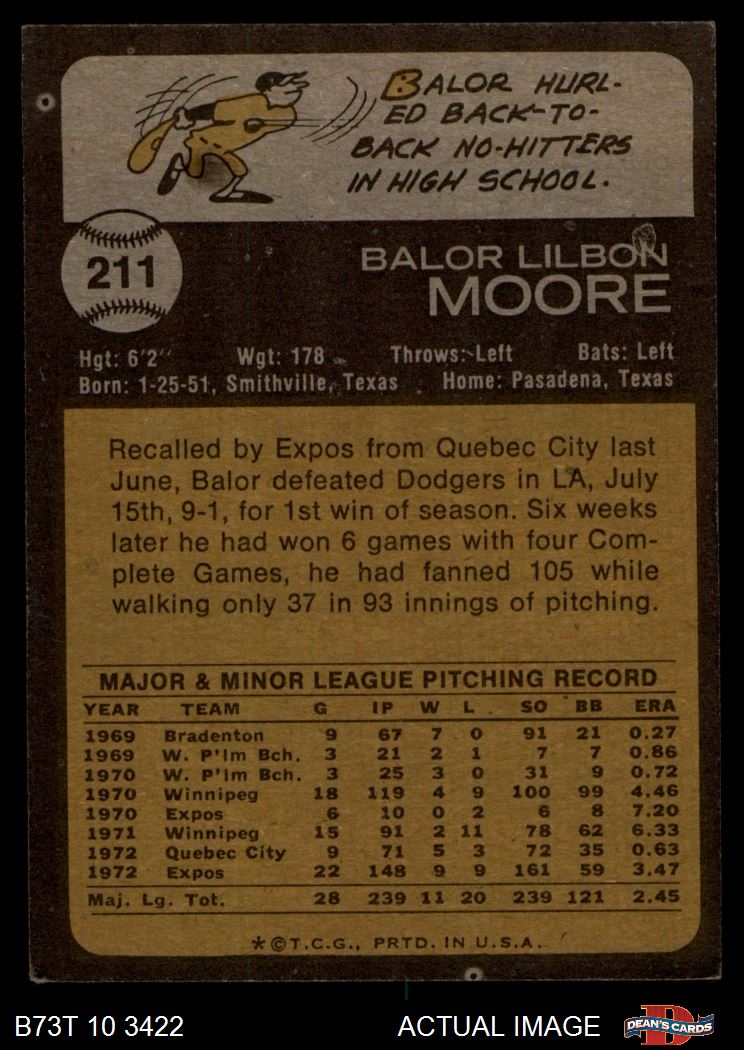 BALOR HURL-
ED BACK-TO-
BACK NO-HITTERS
IN HIGH SCHOOL.
211
BALOR LILBON
MOORE
Hgt: 6'2" Wgt: 178 Throws: Left Bats: Left
Born: 1-25-51, Smithville, Texas Home: Pasadena, Texas
Recalled by Expos from Quebec City last
June, Balor defeated Dodgers in LA, July
15th, 9-1, for 1st win of season. Six weeks
later he had won 6 games with four Com-
plete Games, he had fanned 105 while
walking only 37 in 93 innings of pitching.
MAJOR & MINOR LEAGUE PITCHING RECORD
YEAR TEAM G IP W L SO BB ERA
1969 Bradenton 9 67 7 0 91 21 0.27
1969 W. P'lm Bch. 3 21 2 1 7 7 0.86
1970 W. P'lm Bch. 3 25 3 0 31 9 0.72
1970 Winnipeg 18 119 4 9 100 99 4.46
1970 Expos 6 10 0 2 6 8 7.20
1971 Winnipeg 15 91 2 11 78 62 6.33
1972 Quebec City 9 71 5 3 72 35 0.63
1972 Expos 22 148 9 9 161 59 3.47
Maj. Lg. Tot. 28 239 11 20 239 121 2.45
*©T.C.G., PRTD. IN U.S.A.
B73T 10 3422 ACTUAL IMAGE D DEAN'S CARDS